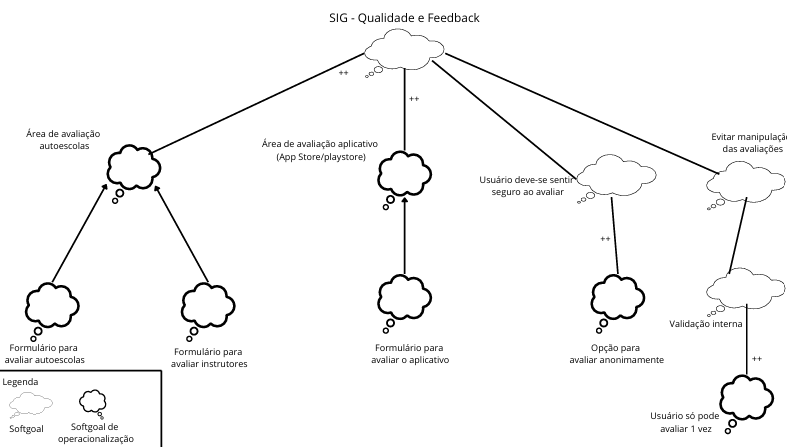 SIG - Qualidade e Feedback
++
++
Área de avaliação
autoescolas
Área de avaliação aplicativo
(App Store/playstore)
Usuário deve-se sentir
seguro ao avaliar
Evitar manipulação
das avaliações
++
Formulário para
avaliar autoescolas
Formulário para
avaliar instrutores
Formulário para
avaliar o aplicativo
Opção para
avaliar anonimamente
Validação interna
++
Usuário só pode
avaliar 1 vez
Legenda
Softgoal
Softgoal de
operacionalização